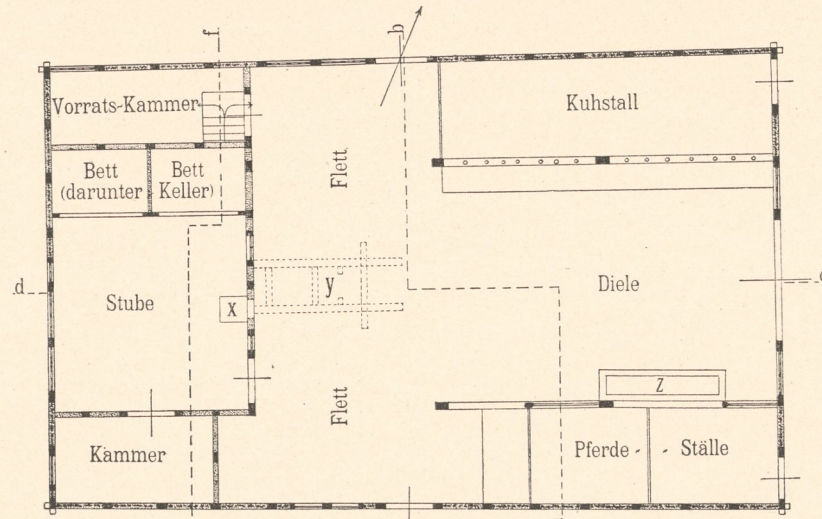 f
b
Vorrats-Kammer
Kuhstall
Flett
Bett
(darunter
Bett
Keller)
d
y
Diele
Stube
x
z
Flett
Kammer
Pferde-
- Ställe